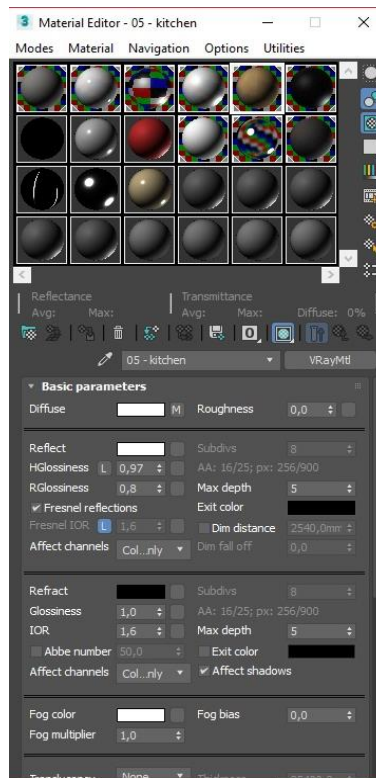 3 Material Editor - 05 - kitchen
Modes Material Navigation Options Utilities
Reflectance Transmittance
Avg: Max: Avg: Max: Diffuse: 0%
05 - kitchen VRayMtl
Basic parameters
Diffuse M Roughness 0,0
Reflect Subdivs 8
HGlossiness L 0,97 AA: 16/25; px: 256/900
RGlossiness 0,8 Max depth 5
Fresnel reflections Exit color
Fresnel IOR L 1,6 Dim distance 2540,0mm
Affect channels Col...nly Dim fall off 0,0
Refract Subdivs 8
Glossiness 1,0 AA: 16/25; px: 256/900
IOR 1,6 Max depth 5
Abbe number 50,0 Exit color
Affect channels Col...nly Affect shadows
Fog color Fog bias 0,0
Fog multiplier 1,0
Translucency None Thickness